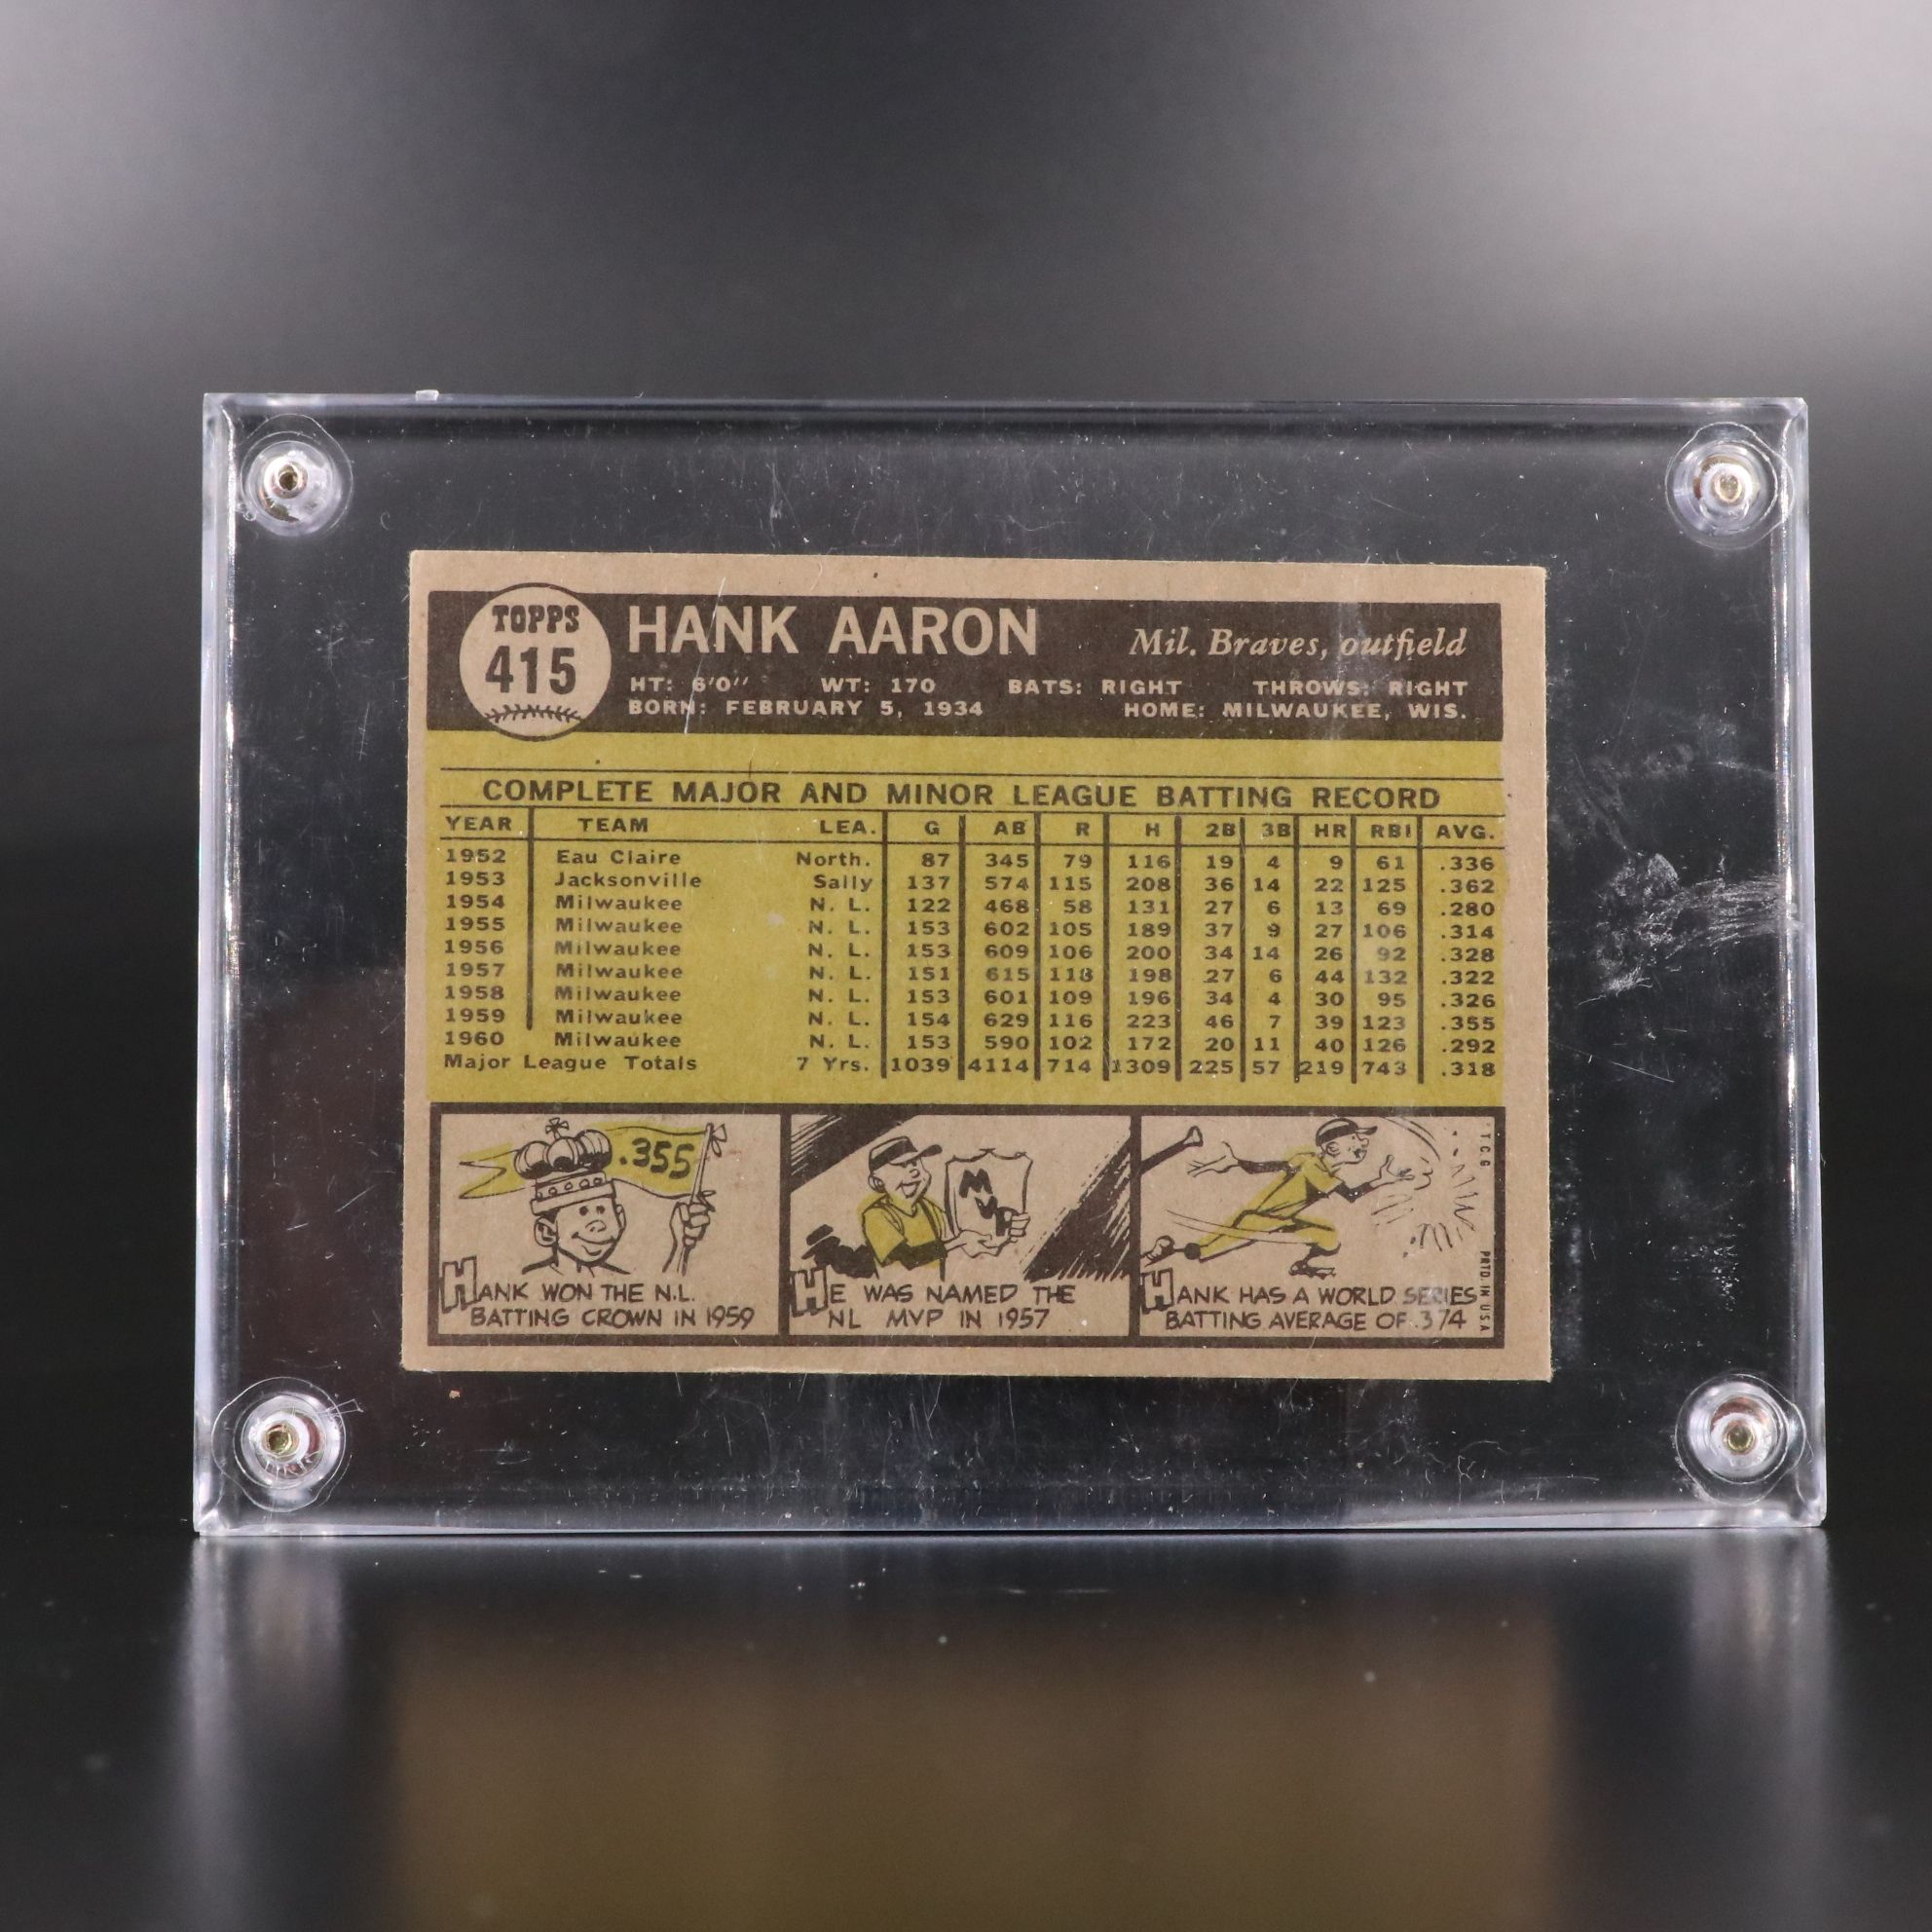 TOPPS
415
HANK AARON Mil. Braves, outfield
HT: 6'0'' WT: 170 BATS: RIGHT THROWS: RIGHT
BORN: FEBRUARY 5, 1934 HOME: MILWAUKEE, WIS.
COMPLETE MAJOR AND MINOR LEAGUE BATTING RECORD
YEAR TEAM LEA. G AB R H 2B 3B HR RBI AVG.
1952 Eau Claire North. 87 345 79 116 19 4 9 61 .336
1953 Jacksonville Sally 137 574 115 208 36 14 22 125 .362
1954 Milwaukee N. L. 122 468 58 131 27 6 13 69 .280
1955 Milwaukee N. L. 153 602 105 189 37 9 27 106 .314
1956 Milwaukee N. L. 153 609 106 200 34 14 26 92 .328
1957 Milwaukee N. L. 151 615 118 198 27 6 44 132 .322
1958 Milwaukee N. L. 153 601 109 196 34 4 30 95 .326
1959 Milwaukee N. L. 154 629 116 223 46 7 39 123 .355
1960 Milwaukee N. L. 153 590 102 172 20 11 40 126 .292
Major League Totals 7 Yrs. 1039 4114 714 1309 225 57 219 743 .318
.355
HANK WON THE N.L.
BATTING CROWN IN 1959
MVP
HE WAS NAMED THE
NL MVP IN 1957
HANK HAS A WORLD SERIES
BATTING AVERAGE OF .374
T.C.G.
PRTD. IN USA